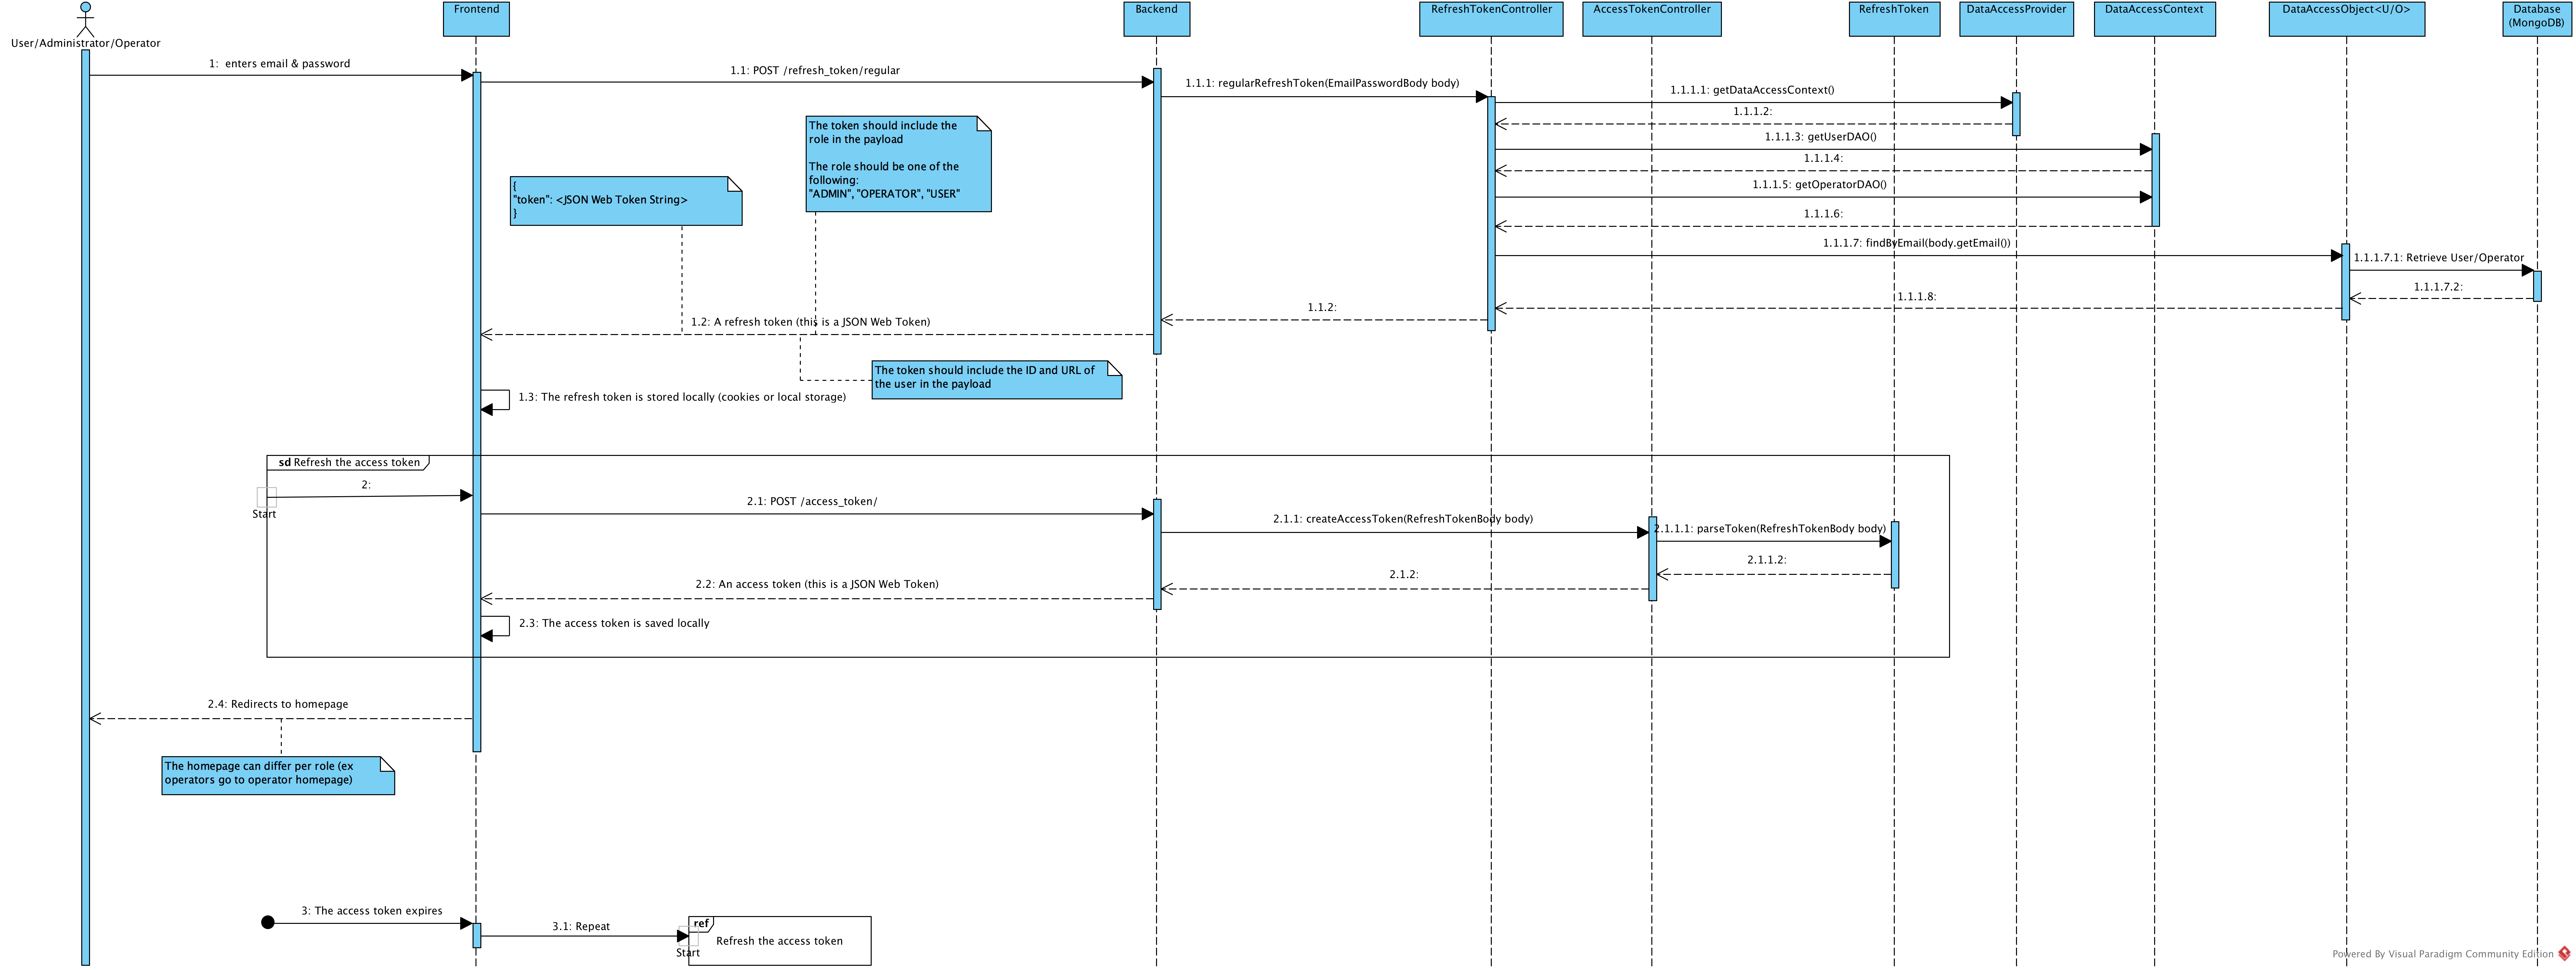 User/Administrator/Operator
Frontend
Backend
RefreshTokenController
AccessTokenController
RefreshToken
DataAccessProvider
DataAccessContext
DataAccessObject<U/O>
Database
(MongoDB)
1:  enters email & password
1.1: POST /refresh_token/regular
1.1.1: regularRefreshToken(EmailPasswordBody body)
1.1.1.1: getDataAccessContext()
1.1.1.2:
1.1.1.3: getUserDAO()
1.1.1.4:
1.1.1.5: getOperatorDAO()
1.1.1.6:
1.1.1.7: findByEmail(body.getEmail())
1.1.1.7.1: Retrieve User/Operator
1.1.1.7.2:
1.1.1.8:
1.1.2:
The token should include the
role in the payload
The role should be one of the
following:
"ADMIN", "OPERATOR", "USER"
{
"token": <JSON Web Token String>
}
1.2: A refresh token (this is a JSON Web Token)
The token should include the ID and URL of
the user in the payload
1.3: The refresh token is stored locally (cookies or local storage)
sd Refresh the access token
2:
Start
2.1: POST /access_token/
2.1.1: createAccessToken(RefreshTokenBody body)
2.1.1.1: parseToken(RefreshTokenBody body)
2.1.1.2:
2.1.2:
2.2: An access token (this is a JSON Web Token)
2.3: The access token is saved locally
2.4: Redirects to homepage
The homepage can differ per role (ex
operators go to operator homepage)
3: The access token expires
3.1: Repeat
ref
Refresh the access token
Start
Powered By Visual Paradigm Community Edition